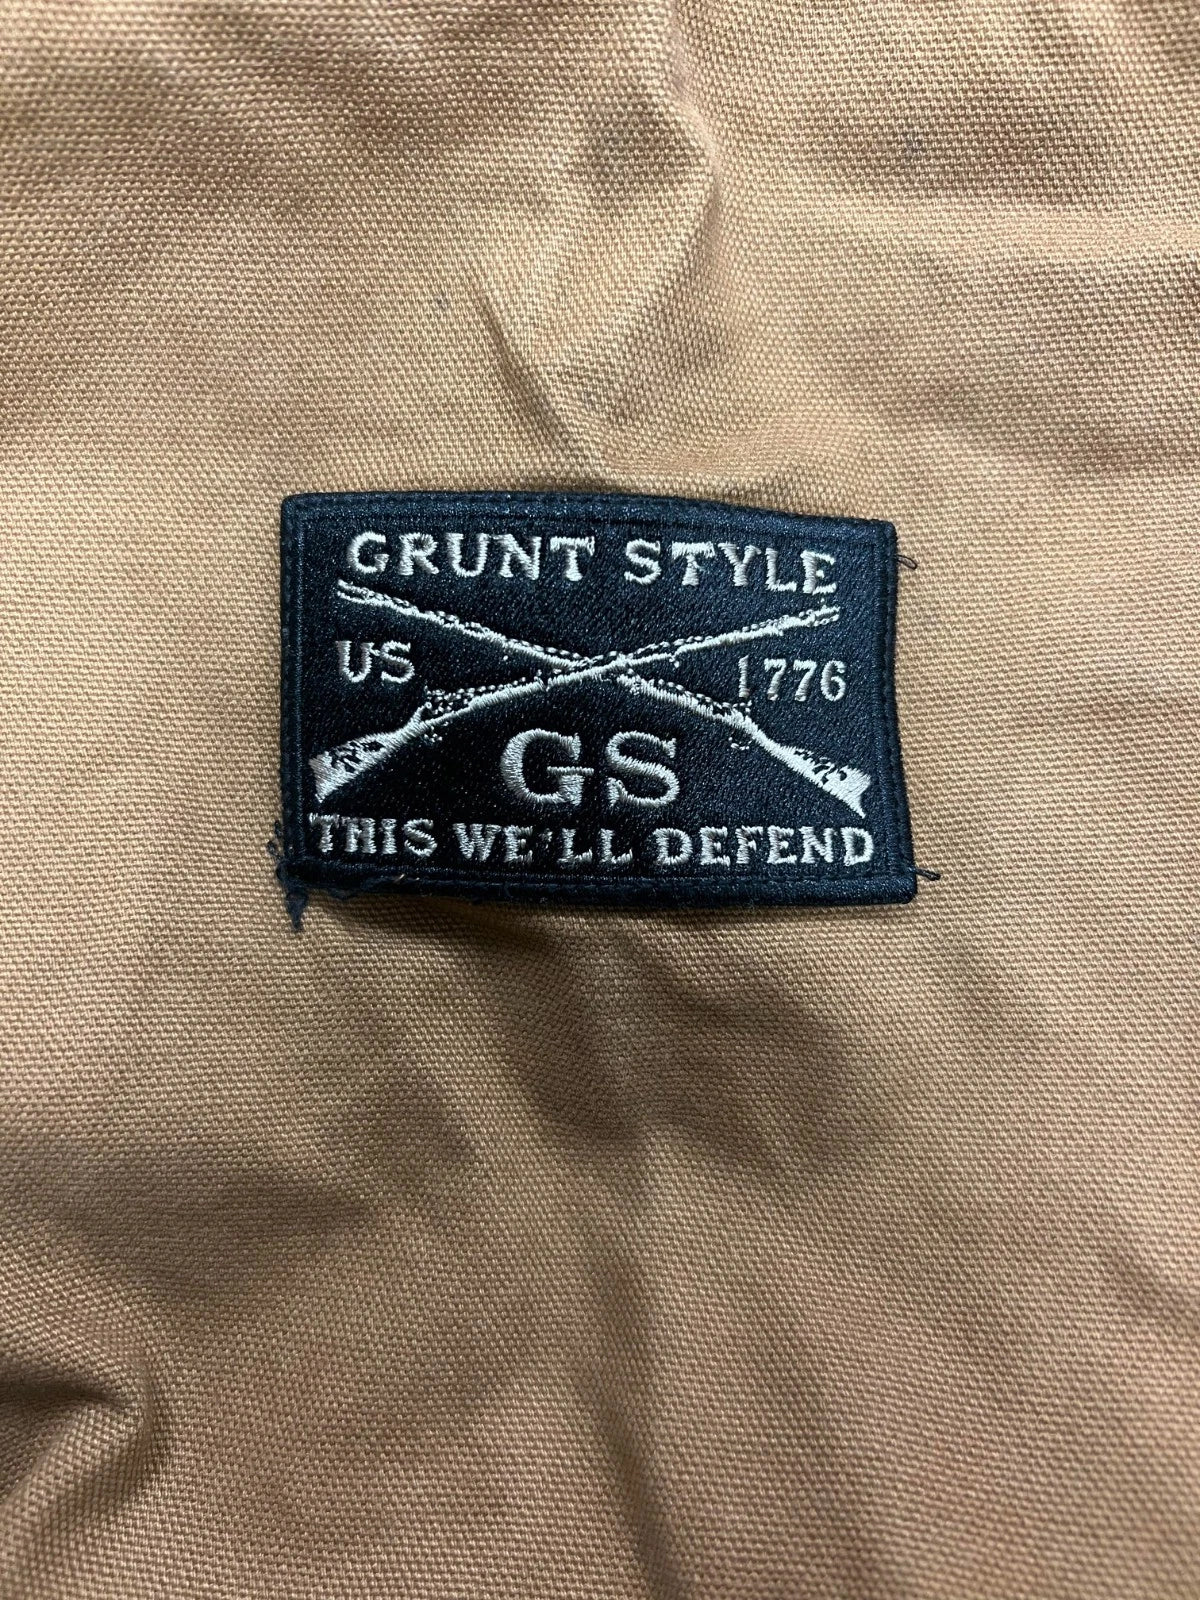 GRUNT STYLE
US 1776
GS
THIS WE'LL DEFEND